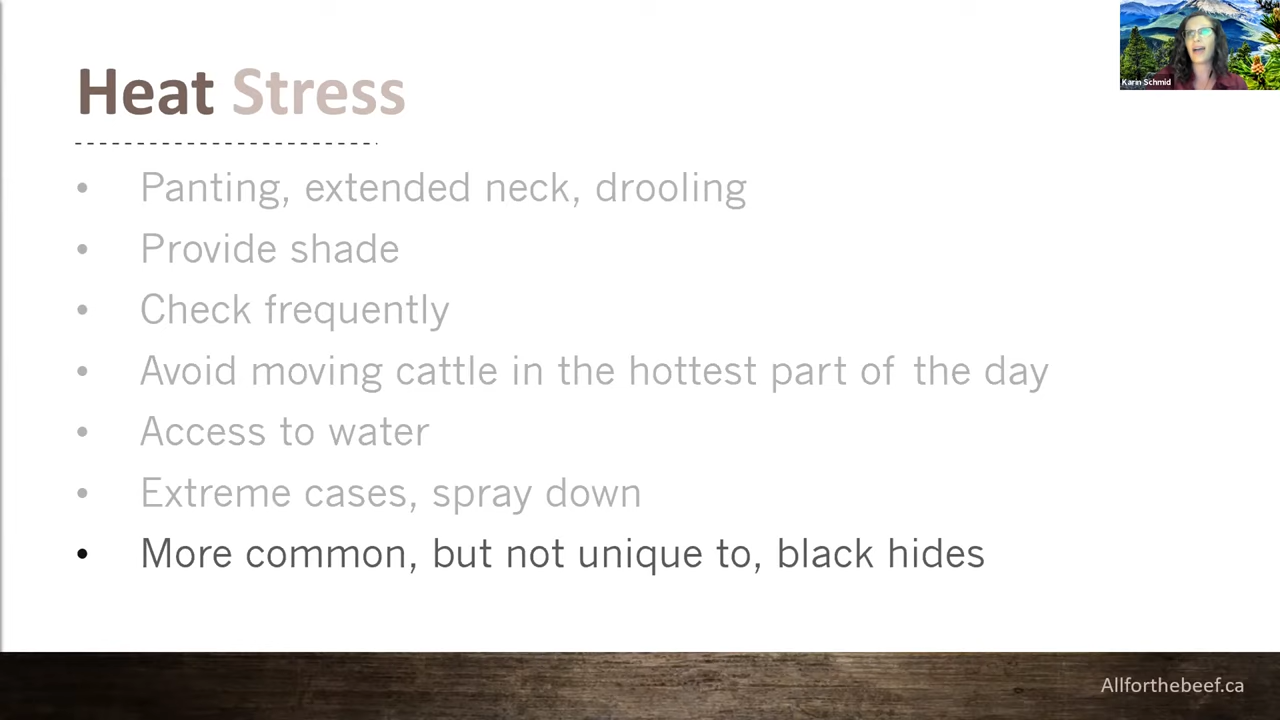 Karin Schmid
Heat Stress
• Panting, extended neck, drooling
• Provide shade
• Check frequently
• Avoid moving cattle in the hottest part of the day
• Access to water
• Extreme cases, spray down
• More common, but not unique to, black hides
Allforthebeef.ca